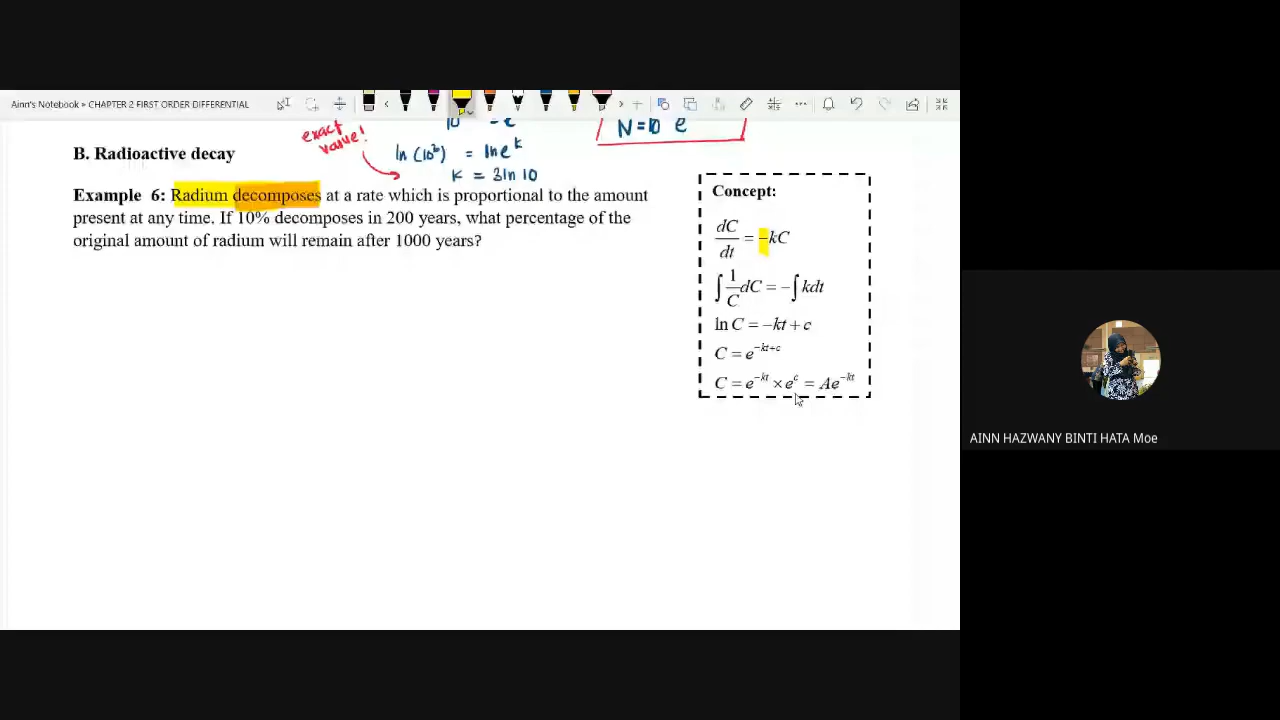 Ainn's Notebook » CHAPTER 2 FIRST ORDER DIFFERENTIAL
exact value!
N = 10 e
B. Radioactive decay
ln (10³) = ln eᵏ
k = 3 ln 10
Example 6: Radium decomposes at a rate which is proportional to the amount
present at any time. If 10% decomposes in 200 years, what percentage of the
original amount of radium will remain after 1000 years?
Concept:
dC/dt = -kC
∫ 1/C dC = -∫ kdt
ln C = -kt + c
C = e^(-kt+c)
C = e^(-kt) × e^c = Ae^(-kt)
AINN HAZWANY BINTI HATA Moe